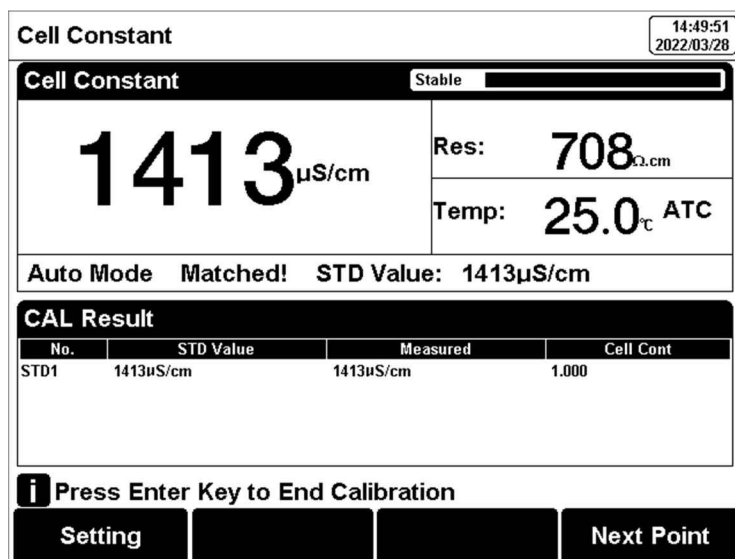 Cell Constant
14:49:51
2022/03/28
Cell Constant
Stable
1413µS/cm
Res: 708Ω.cm
Temp: 25.0℃ ATC
Auto Mode Matched! STD Value: 1413µS/cm
CAL Result
No. STD Value Measured Cell Cont
STD1 1413µS/cm 1413µS/cm 1.000
i Press Enter Key to End Calibration
Setting Next Point